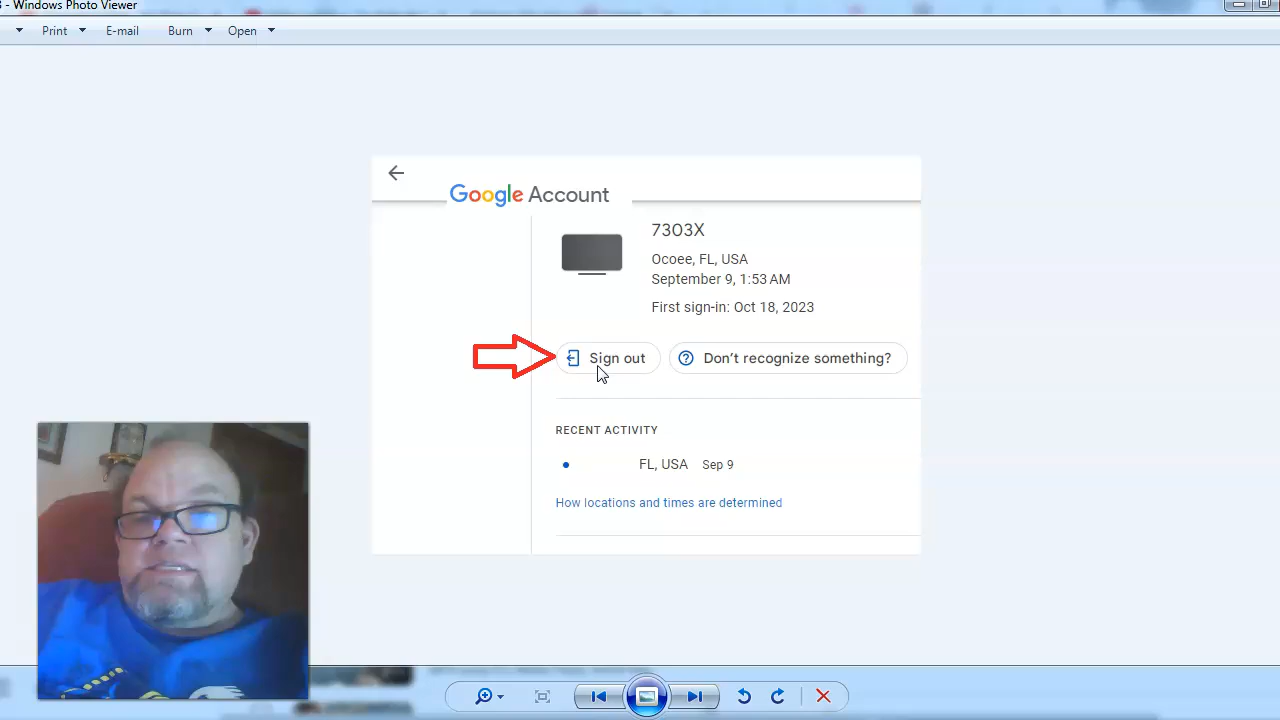 - Windows Photo Viewer
Print E-mail Burn Open
Google Account
7303X
Ocoee, FL, USA
September 9, 1:53 AM
First sign-in: Oct 18, 2023
Sign out Don't recognize something?
RECENT ACTIVITY
FL, USA Sep 9
How locations and times are determined